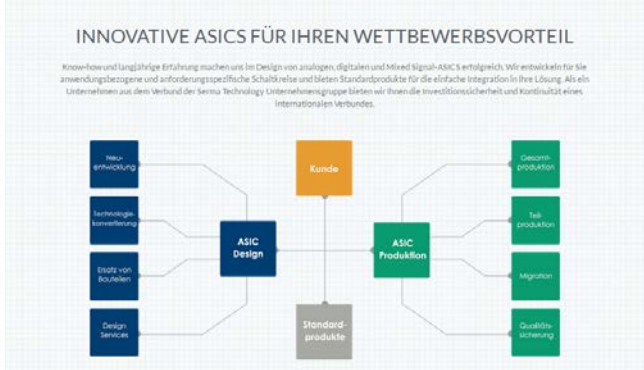 INNOVATIVE ASICS FÜR IHREN WETTBEWERBSVORTEIL
Know-how und langjährige Erfahrung machen uns im Design von analogen, digitalen und Mixed Signal-ASICS erfolgreich. Wir entwickeln für Sie
anwendungsbezogene und anforderungsspezifische Schaltkreise und bieten Standardprodukte für die einfache Integration in Ihre Lösung. Als ein
Unternehmen aus dem Verbund der Serma Technology Unternehmensgruppe bieten wir Ihnen die Investitionssicherheit und Kontinuität eines
internationalen Verbundes.
Neu-
entwicklung
Technologie-
konvertierung
Ersatz von
Bauteilen
Design
Services
ASIC
Design
Kunde
Standard-
produkte
ASIC
Produktion
Gesamt-
produktion
Teil-
produktion
Migration
Qualitäts-
sicherung